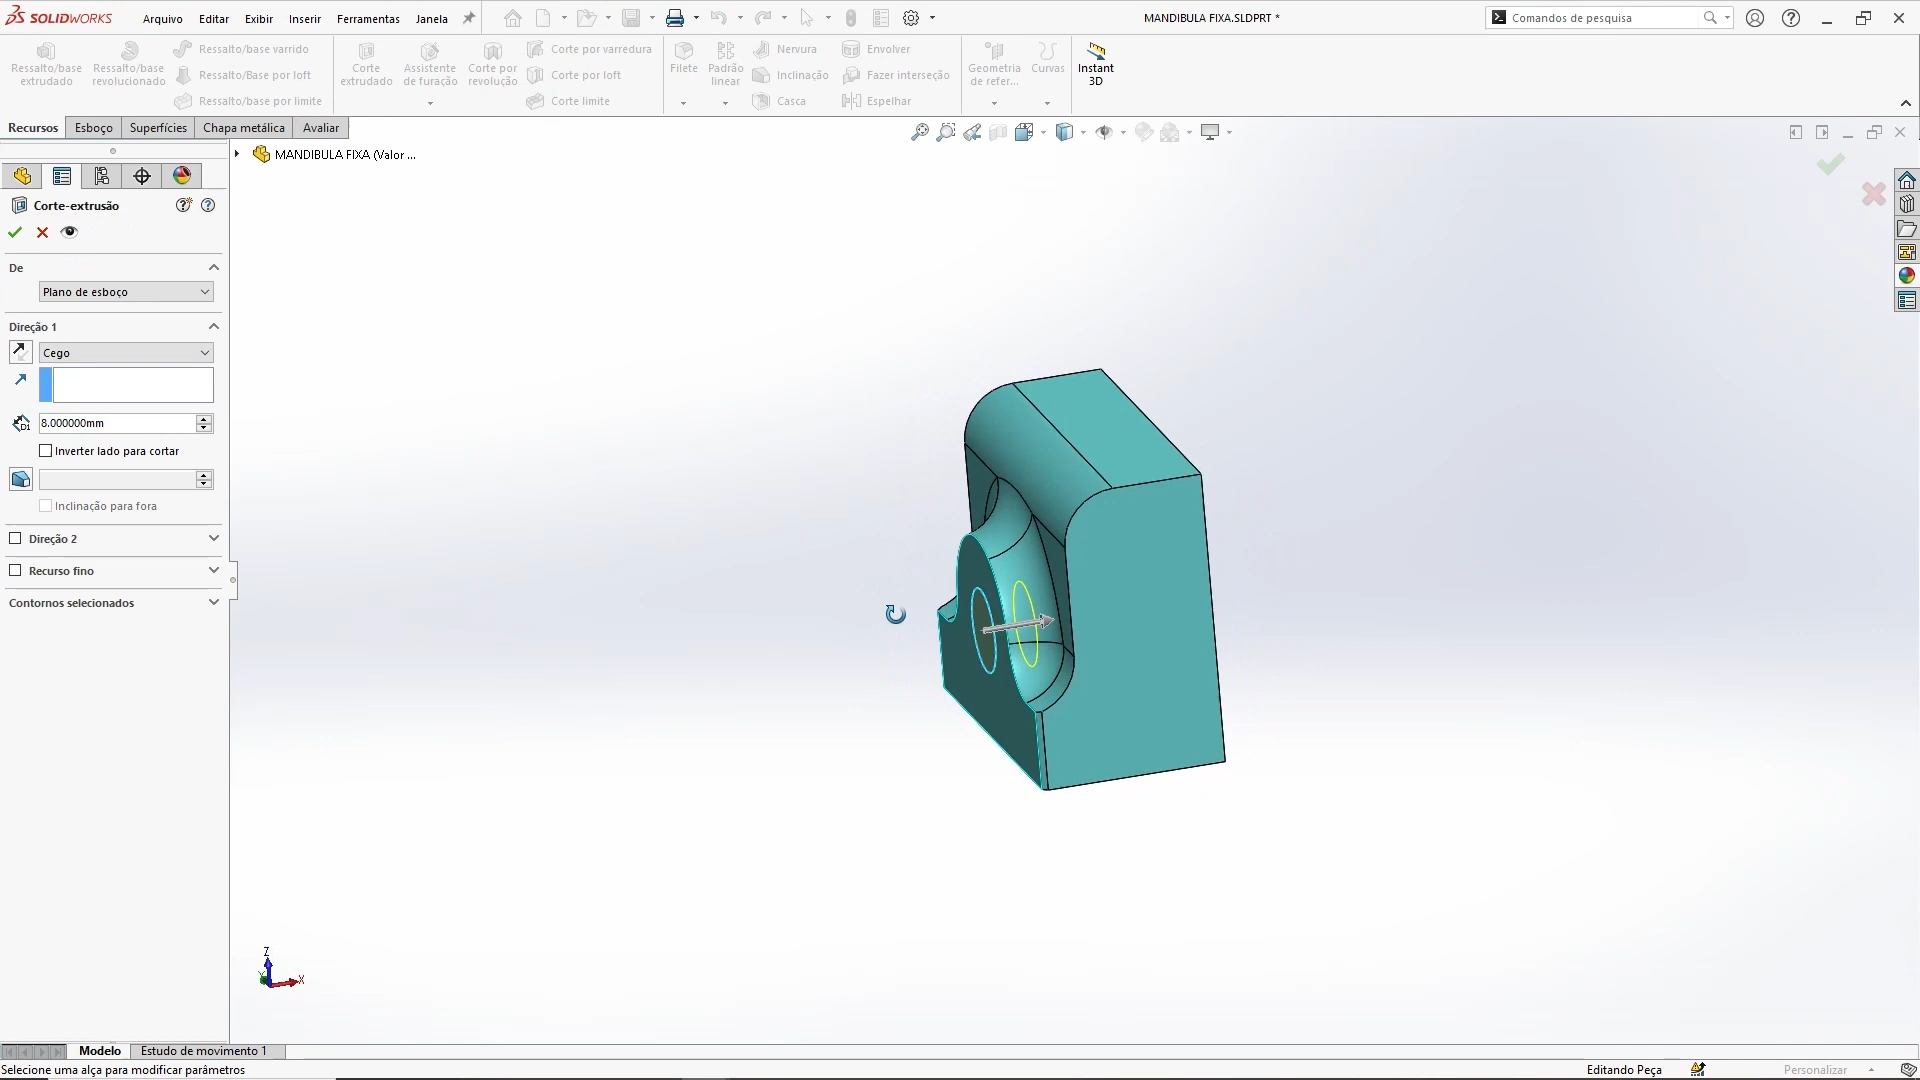 SOLIDWORKS
Arquivo Editar Exibir Inserir Ferramentas Janela
MANDIBULA FIXA.SLDPRT *
Comandos de pesquisa
Ressalto/base extrudado
Ressalto/base revolucionado
Ressalto/base varrido
Ressalto/Base por loft
Ressalto/base por limite
Corte extrudado
Assistente de furação
Corte por revolução
Corte por varredura
Corte por loft
Corte limite
Filete
Padrão linear
Nervura
Inclinação
Casca
Envolver
Fazer interseção
Espelhar
Geometria de refer...
Curvas
Instant 3D
Recursos Esboço Superfícies Chapa metálica Avaliar
MANDIBULA FIXA (Valor ...
Corte-extrusão
De
Plano de esboço
Direção 1
Cego
D1
8.000000mm
Inverter lado para cortar
Inclinação para fora
Direção 2
Recurso fino
Contornos selecionados
Z
Y
X
Modelo Estudo de movimento 1
Selecione uma alça para modificar parâmetros
Editando Peça
Personalizar